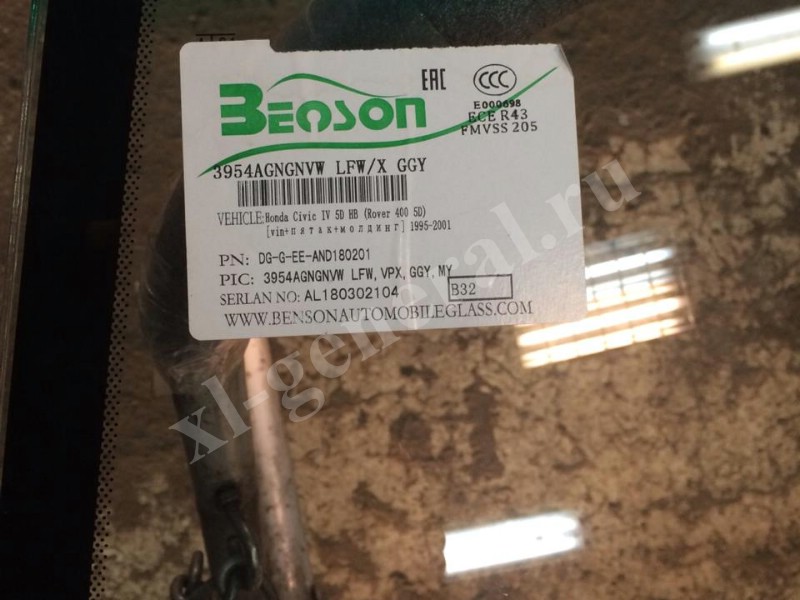 BENSON
EAC
CCC
E000698
ECE R43
FMVSS 205
3954AGNGNVW LFW/X GGY
VEHICLE:Honda Civic IV 5D HB (Rover 400 5D)
[vin+пятак+молдинг] 1995-2001
PN: DG-G-EE-AND180201
PIC: 3954AGNGNVW LFW,VPX,GGY.MY
SERLAN NO: AL180302104
B32
WWW.BENSONAUTOMOBILEGLASS.COM
xl-general.ru